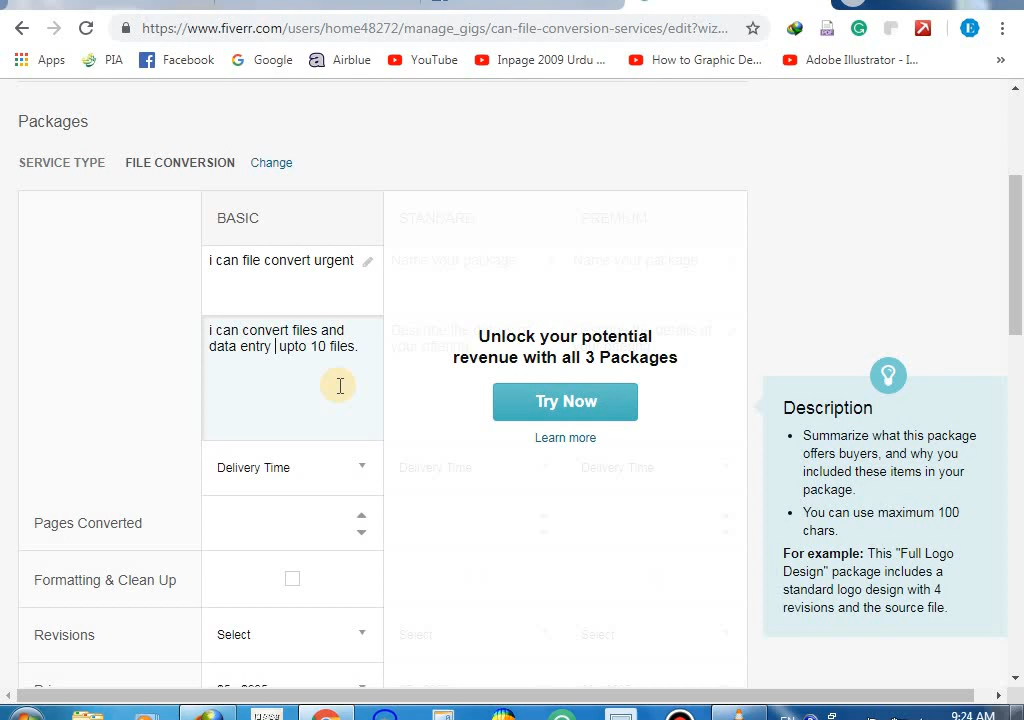 https://www.fiverr.com/users/home48272/manage_gigs/can-file-conversion-services/edit?wiz...
Apps PIA Facebook Google Airblue YouTube Inpage 2009 Urdu ... How to Graphic De... Adobe Illustrator - I... »
Packages
SERVICE TYPE FILE CONVERSION Change
BASIC STANDARD PREMIUM
i can file convert urgent Name your package Name your package
i can convert files and
data entry upto 10 files.
Unlock your potential
revenue with all 3 Packages
Try Now
Learn more
Description
Summarize what this package
offers buyers, and why you
included these items in your
package.
You can use maximum 100
chars.
For example: This "Full Logo
Design" package includes a
standard logo design with 4
revisions and the source file.
Delivery Time Delivery Time Delivery Time
Pages Converted
Formatting & Clean Up
Revisions Select Select Select
EN 9:24 AM